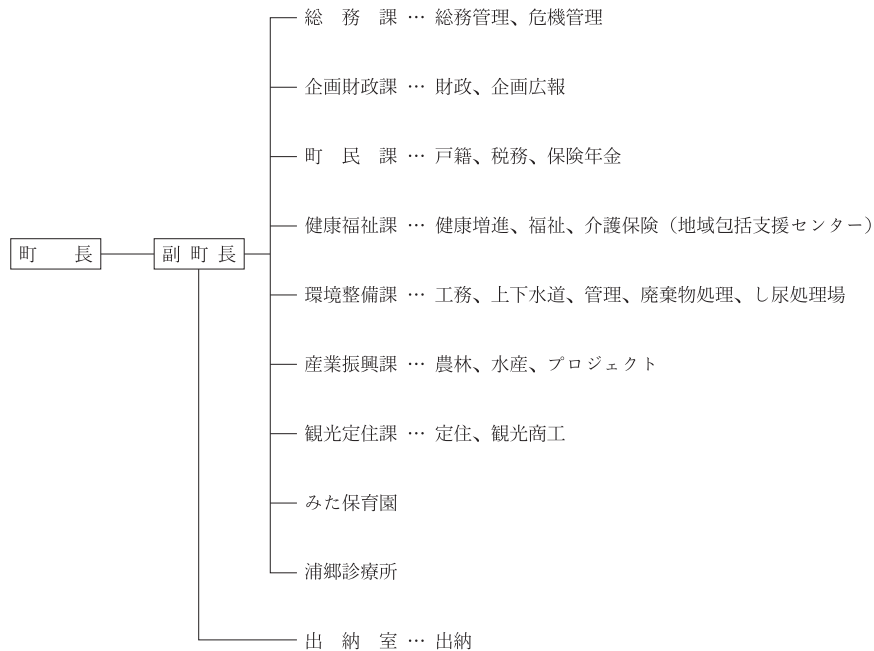 総務課 … 総務管理、危機管理
企画財政課 … 財政、企画広報
町民課 … 戸籍、税務、保険年金
健康福祉課 … 健康増進、福祉、介護保険（地域包括支援センター）
町長
副町長
環境整備課 … 工務、上下水道、管理、廃棄物処理、し尿処理場
産業振興課 … 農林、水産、プロジェクト
観光定住課 … 定住、観光商工
みた保育園
浦郷診療所
出納室 … 出納